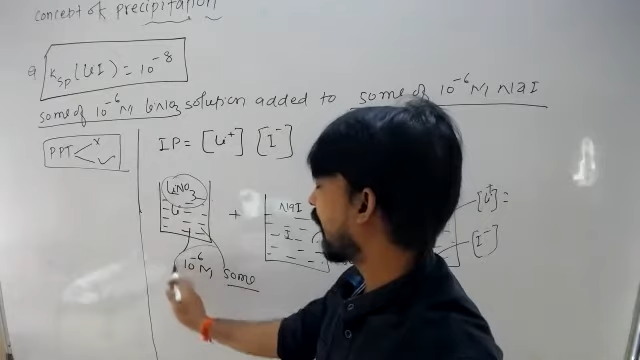 concept of precipitation
Q Ksp (LiI) = 10⁻⁸
some of 10⁻⁶ M LiNO₃ solution added to some of 10⁻⁶ M NaI
PPT x ✓
IP = [Li⁺] [I⁻]
LiNO₃ + NaI [Li⁺] =
Li I⁻ [I⁻]
10⁻⁶ M, some